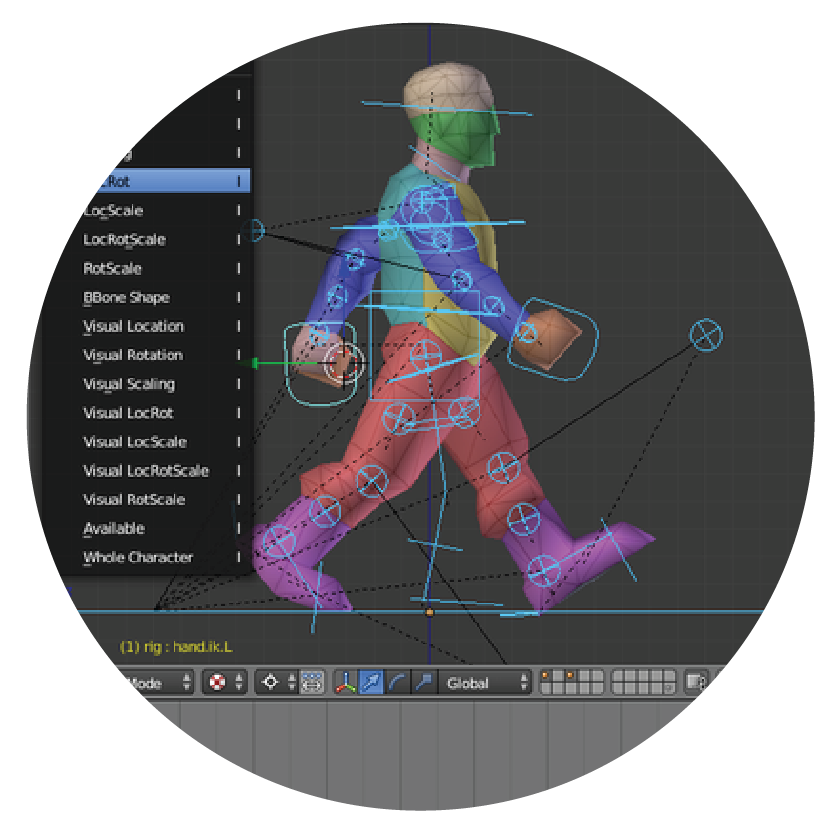 LocScale
LocRotScale
RotScale
BBone Shape
Visual Location
Visual Rotation
Visual Scaling
Visual LocRot
Visual LocScale
Visual LocRotScale
Visual RotScale
Available
Whole Character
(1) rig : hand.ik.L
Mode Global